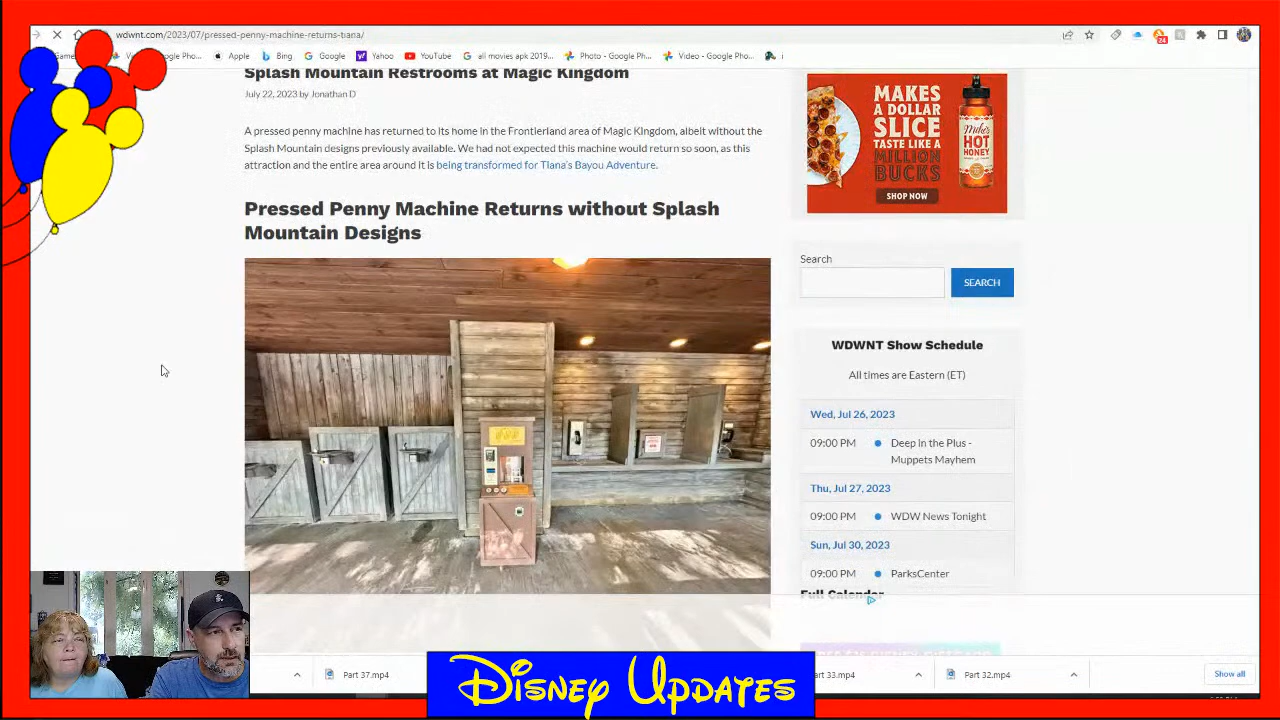 wdwnt.com/2023/07/pressed-penny-machine-returns-tiana/
24
Apple
Bing
Google
Yahoo
YouTube
all movies apk 2019...
Photo - Google Ph...
Video - Google Pho...
Splash Mountain Restrooms at Magic Kingdom
July 22, 2023 by Jonathan D
A pressed penny machine has returned to its home in the Frontierland area of Magic Kingdom, albeit without the
Splash Mountain designs previously available. We had not expected this machine would return so soon, as this
attraction and the entire area around it is being transformed for Tiana's Bayou Adventure.
Pressed Penny Machine Returns without Splash
Mountain Designs
MAKES
A DOLLAR
SLICE
TASTE LIKE A
MILLION
BUCKS
SHOP NOW
Mike's
HOT
HONEY
Search
SEARCH
WDWNT Show Schedule
All times are Eastern (ET)
Wed, Jul 26, 2023
09:00 PM
Deep in the Plus -
Muppets Mayhem
Thu, Jul 27, 2023
09:00 PM
WDW News Tonight
Sun, Jul 30, 2023
09:00 PM
ParksCenter
Full Calendar
Part 37.mp4
33.mp4
Part 32.mp4
Show all
Disney Updates